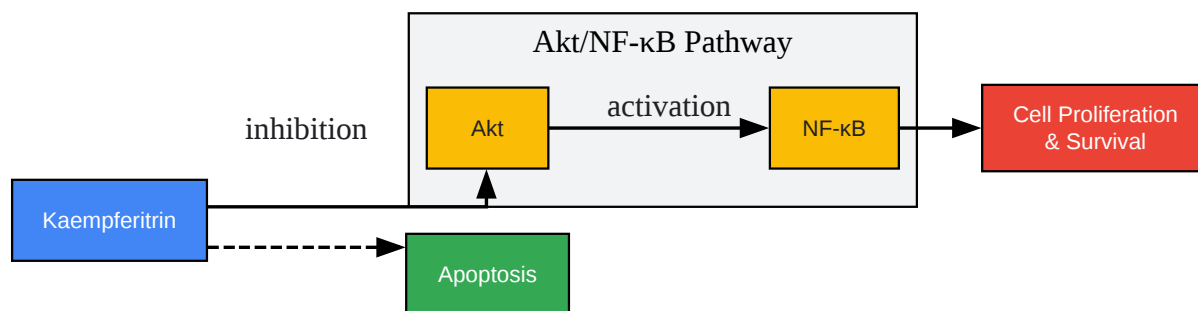 Akt/NF-κB Pathway
inhibition
Akt
activation
NF-κB
Cell Proliferation
& Survival
Kaempferitrin
Apoptosis